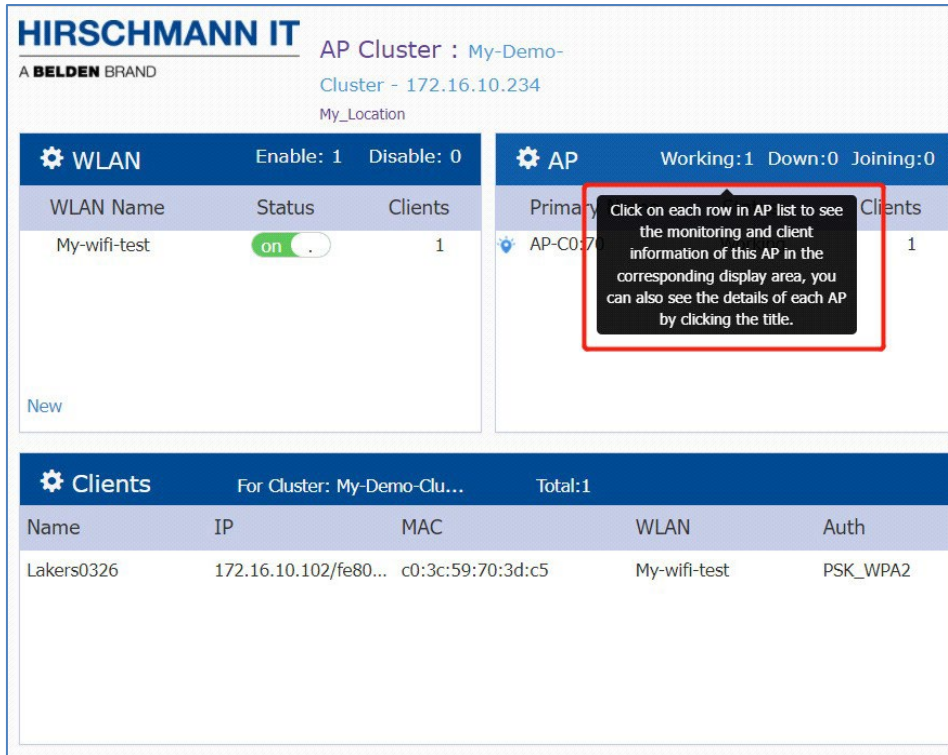 HIRSCHMANN IT
A BELDEN BRAND
AP Cluster : My-Demo-
Cluster - 172.16.10.234
My_Location
WLAN Enable: 1 Disable: 0
WLAN Name Status Clients
My-wifi-test on . 1
New
AP Working:1 Down:0 Joining:0
Primary Clients
AP-C0:70 1
Click on each row in AP list to see
the monitoring and client
information of this AP in the
corresponding display area, you
can also see the details of each AP
by clicking the title.
Clients For Cluster: My-Demo-Clu... Total:1
Name IP MAC WLAN Auth
Lakers0326 172.16.10.102/fe80... c0:3c:59:70:3d:c5 My-wifi-test PSK_WPA2